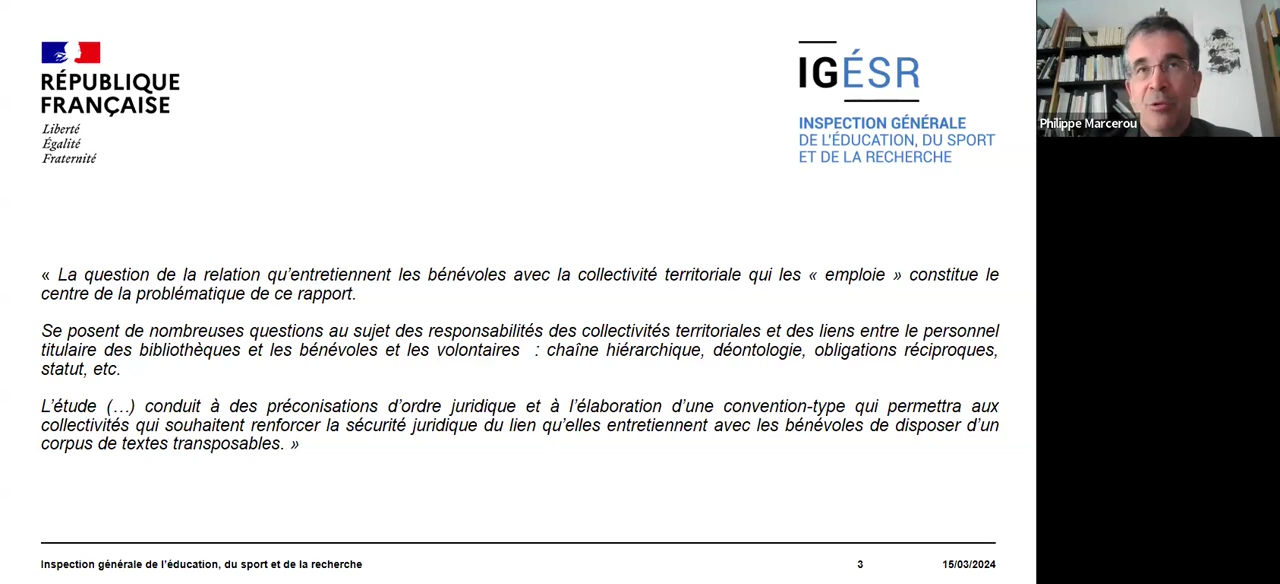 RÉPUBLIQUE
FRANÇAISE
Liberté
Égalité
Fraternité
IGÉSR
INSPECTION GÉNÉRALE
DE L'ÉDUCATION, DU SPORT
ET DE LA RECHERCHE
Philippe Marcerou
« La question de la relation qu'entretiennent les bénévoles avec la collectivité territoriale qui les « emploie » constitue le
centre de la problématique de ce rapport.
Se posent de nombreuses questions au sujet des responsabilités des collectivités territoriales et des liens entre le personnel
titulaire des bibliothèques et les bénévoles et les volontaires : chaîne hiérarchique, déontologie, obligations réciproques,
statut, etc.
L'étude (…) conduit à des préconisations d'ordre juridique et à l'élaboration d'une convention-type qui permettra aux
collectivités qui souhaitent renforcer la sécurité juridique du lien qu'elles entretiennent avec les bénévoles de disposer d'un
corpus de textes transposables. »
Inspection générale de l'éducation, du sport et de la recherche
3
15/03/2024